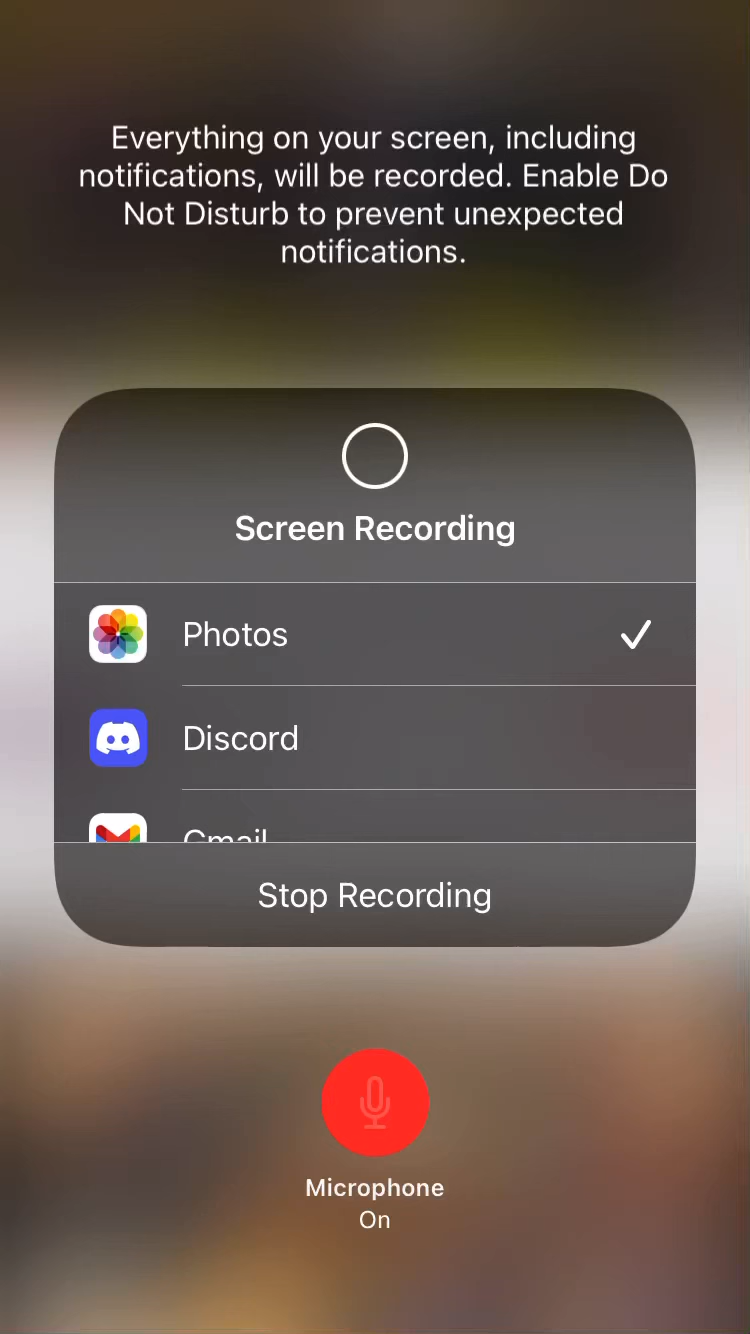 Everything on your screen, including
notifications, will be recorded. Enable Do
Not Disturb to prevent unexpected
notifications.
Screen Recording
Photos
Discord
Gmail
Stop Recording
Microphone
On